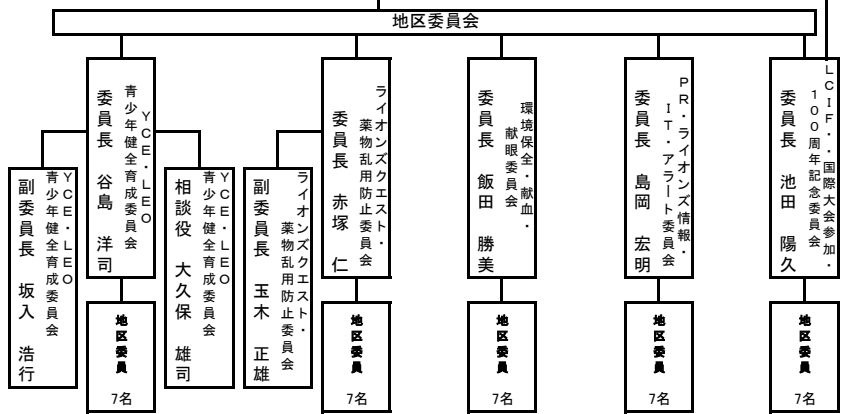 地区委員会
YCE・LEO
青少年健全育成委員会
委員長 谷島 洋司
YCE・LEO
青少年健全育成委員会
副委員長 坂入 浩行
YCE・LEO
青少年健全育成委員会
相談役 大久保 雄司
地区委員
7名
ライオンズクエスト・
薬物乱用防止委員会
委員長 赤塚 仁
ライオンズクエスト・
薬物乱用防止委員会
副委員長 玉木 正雄
地区委員
7名
環境保全・献血・
献眼委員会
委員長 飯田 勝美
地区委員
7名
PR・ライオンズ情報・
IT・アラート委員会
委員長 島岡 宏明
地区委員
7名
LCIF・・国際大会参加・
100周年記念委員会
委員長 池田 陽久
地区委員
7名